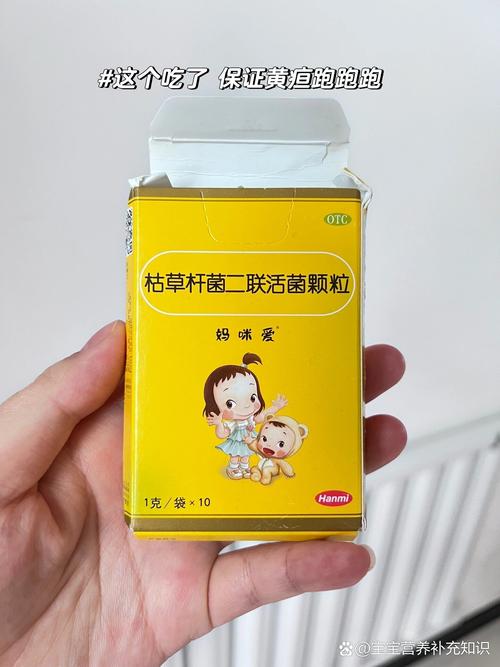 #这个吃了 保证黄疸跑跑跑
OTC
枯草杆菌二联活菌颗粒
妈咪爱®
1克/袋×10
Hanmi
宝宝营养补充知识